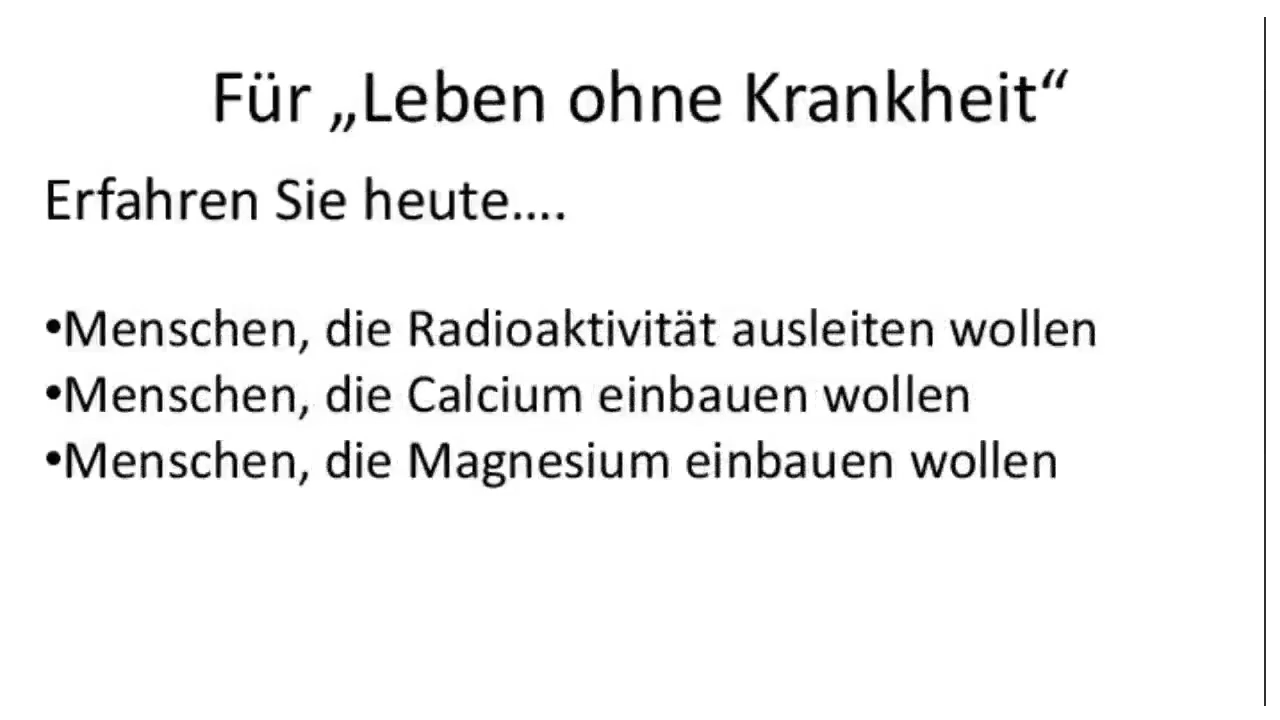 Für „Leben ohne Krankheit“
Erfahren Sie heute....
•Menschen, die Radioaktivität ausleiten wollen
•Menschen, die Calcium einbauen wollen
•Menschen, die Magnesium einbauen wollen